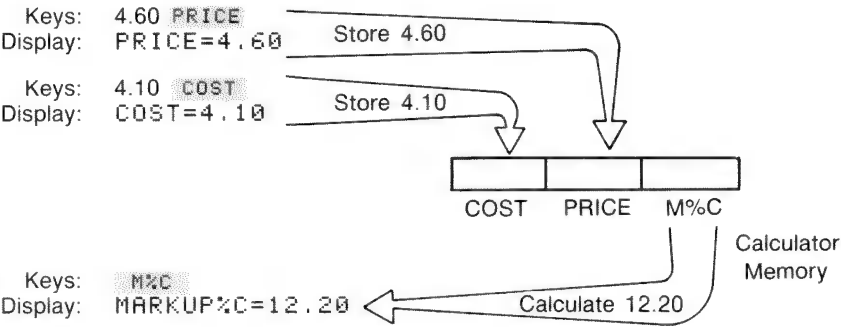 Keys: 4.60 PRICE
Display: PRICE=4.60
Store 4.60
Keys: 4.10 COST
Display: COST=4.10
Store 4.10
COST PRICE M%C
Calculator
Memory
Keys: M%C
Display: MARKUP%C=12.20
Calculate 12.20